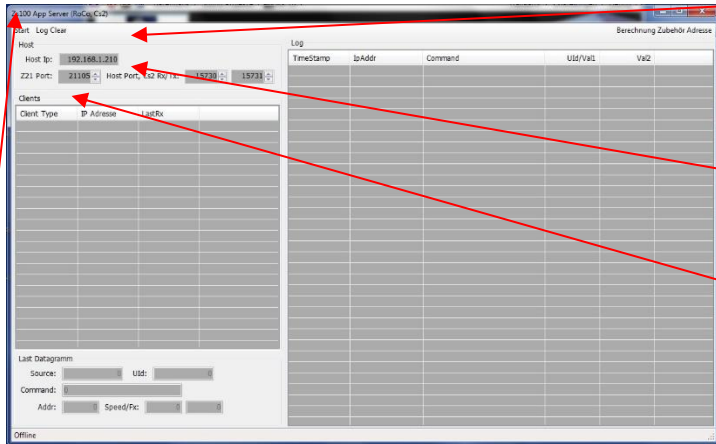 Zs100 App Server (RoCo, Cs2)
Start Log Clear Berechnung Zubehör Adresse
Host
Host Ip: 192.168.1.210
Z21 Port: 21105 Host Port, Cs2 Rx/Tx: 15730 15731
Clients
Client Type IP Adresse LastRx
Log
TimeStamp IpAddr Command UId/Val1 Val2
Last Datagramm
Source: 0 UId: 0
Command: 0
Addr: 0 Speed/Fx: 0 0
Offline